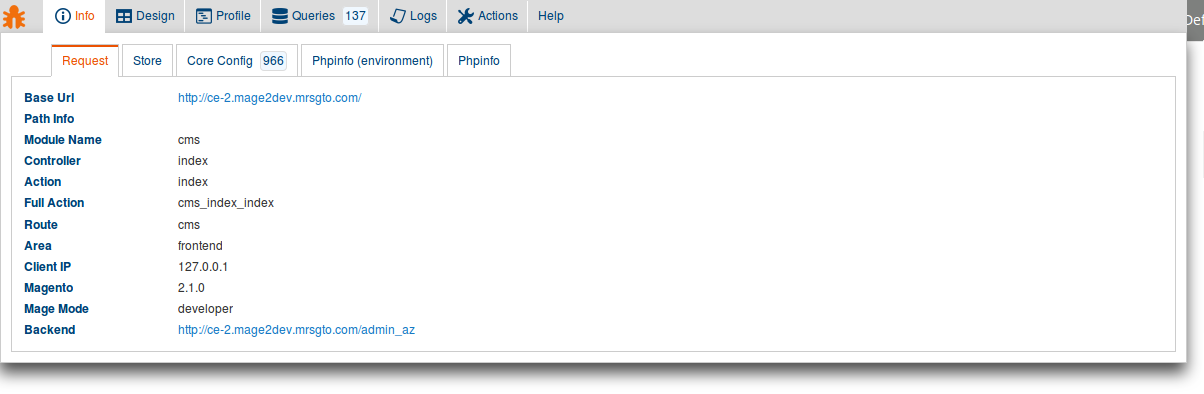 Info Design Profile Queries 137 Logs Actions Help
Request Store Core Config 966 Phpinfo (environment) Phpinfo
Base Url http://ce-2.mage2dev.mrsgto.com/
Path Info
Module Name cms
Controller index
Action index
Full Action cms_index_index
Route cms
Area frontend
Client IP 127.0.0.1
Magento 2.1.0
Mage Mode developer
Backend http://ce-2.mage2dev.mrsgto.com/admin_az